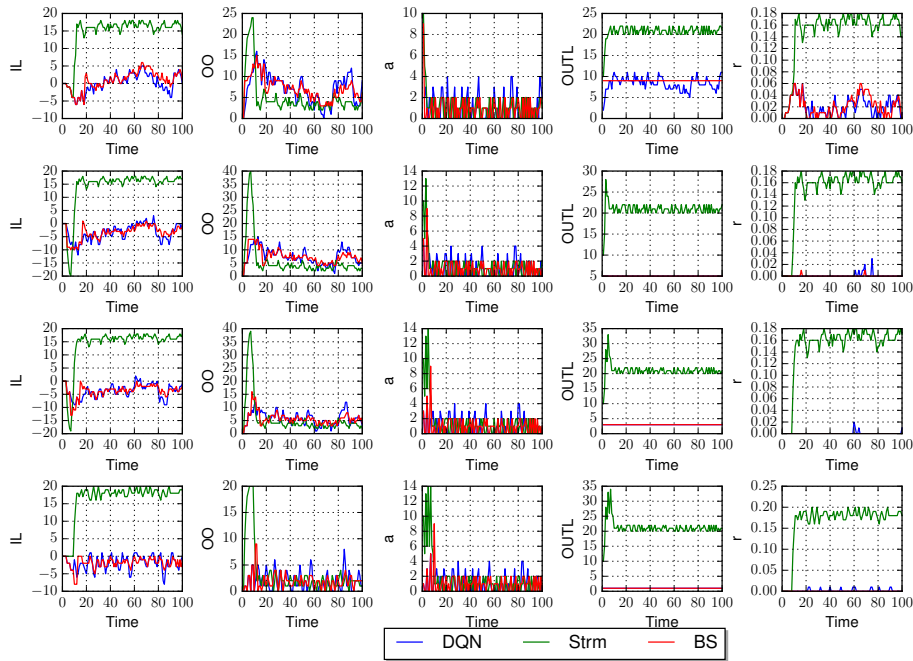 20 15 10 5 0 −5 −10
IL
0 20 40 60 80 100
Time
25 20 15 10 5 0
OO
0 20 40 60 80 100
Time
10 8 6 4 2 0
a
0 20 40 60 80 100
Time
25 20 15 10 5 0
OUTL
0 20 40 60 80 100
Time
0.18 0.16 0.14 0.12 0.10 0.08 0.06 0.04 0.02 0.00
r
0 20 40 60 80 100
Time
20 15 10 5 0 −5 −10 −15 −20
IL
0 20 40 60 80 100
Time
40 35 30 25 20 15 10 5 0
OO
0 20 40 60 80 100
Time
14 12 10 8 6 4 2 0
a
0 20 40 60 80 100
Time
30 25 20 15 10 5
OUTL
0 20 40 60 80 100
Time
0.18 0.16 0.14 0.12 0.10 0.08 0.06 0.04 0.02 0.00
r
0 20 40 60 80 100
Time
20 15 10 5 0 −5 −10 −15 −20
IL
0 20 40 60 80 100
Time
40 35 30 25 20 15 10 5 0
OO
0 20 40 60 80 100
Time
14 12 10 8 6 4 2 0
a
0 20 40 60 80 100
Time
35 30 25 20 15 10 5 0
OUTL
0 20 40 60 80 100
Time
0.18 0.16 0.14 0.12 0.10 0.08 0.06 0.04 0.02 0.00
r
0 20 40 60 80 100
Time
20 15 10 5 0 −5 −10
IL
0 20 40 60 80 100
Time
20 15 10 5 0
OO
0 20 40 60 80 100
Time
14 12 10 8 6 4 2 0
a
0 20 40 60 80 100
Time
35 30 25 20 15 10 5 0
OUTL
0 20 40 60 80 100
Time
0.25 0.20 0.15 0.10 0.05 0.00
r
0 20 40 60 80 100
Time
DQN Strm BS